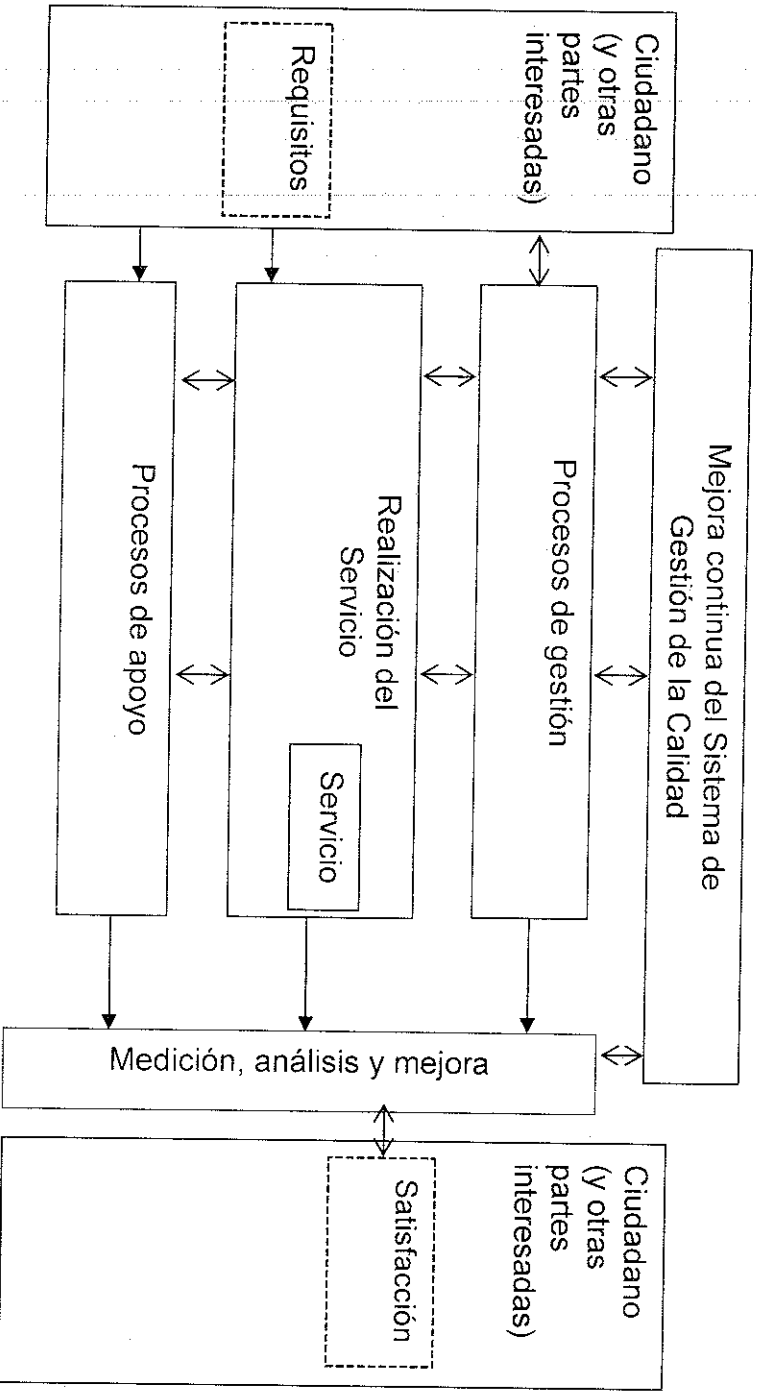 Mejora continua del Sistema de
Gestión de la Calidad
Ciudadano
(y otras
partes
interesadas)
Requisitos
Procesos de gestión
Realización del
Servicio
Servicio
Procesos de apoyo
Medición, análisis y mejora
Ciudadano
(y otras
partes
interesadas)
Satisfacción